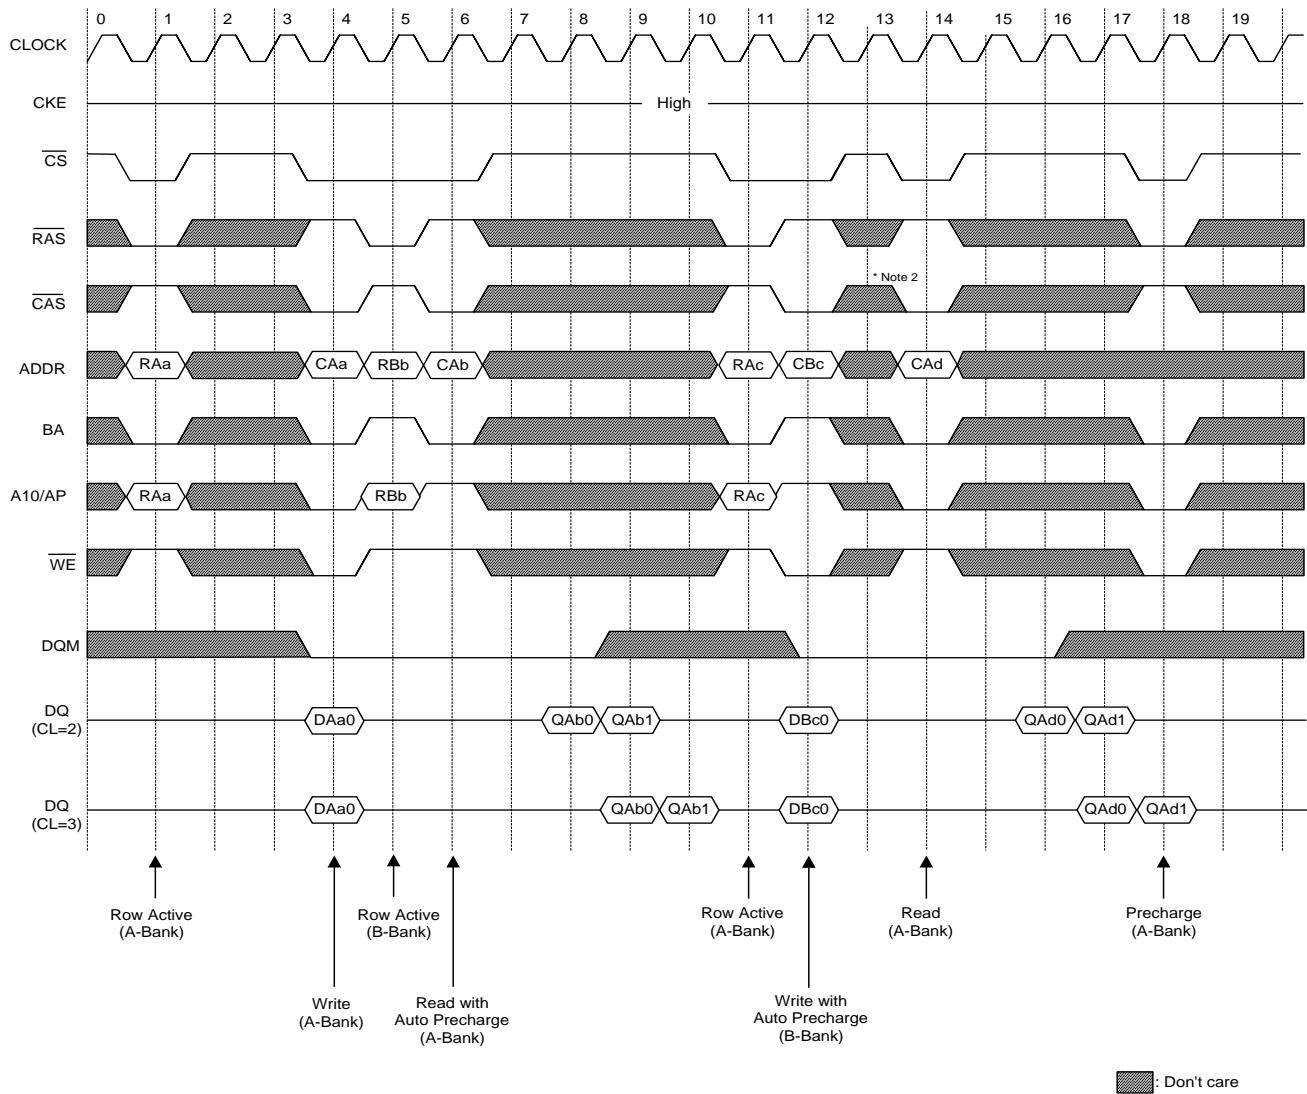 0 1 2 3 4 5 6 7 8 9 10 11 12 13 14 15 16 17 18 19
CLOCK
CKE High
CS
RAS
* Note 2
CAS
ADDR RAa CAa RBb CAb RAc CBc CAd
BA
A10/AP RAa RBb RAc
WE
DQM
DQ
(CL=2) DAa0 QAb0 QAb1 DBc0 QAd0 QAd1
DQ
(CL=3) DAa0 QAb0 QAb1 DBc0 QAd0 QAd1
Row Active
(A-Bank)
Row Active
(B-Bank)
Row Active
(A-Bank)
Read
(A-Bank)
Precharge
(A-Bank)
Write
(A-Bank)
Read with
Auto Precharge
(A-Bank)
Write with
Auto Precharge
(B-Bank)
: Don't care